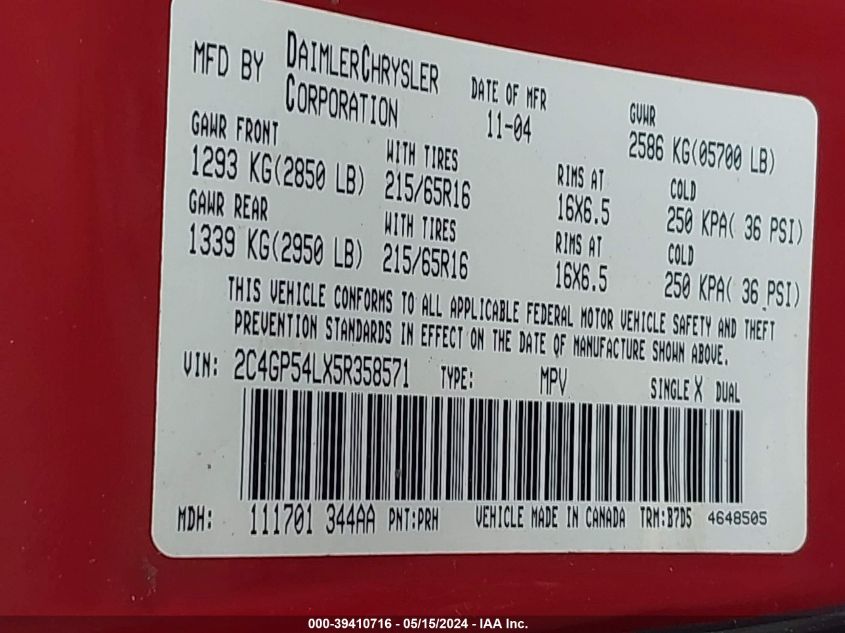 MFD BY DAIMLERCHRYSLER CORPORATION DATE OF MFR 11-04 GVWR 2586 KG(05700 LB)
GAWR FRONT WITH TIRES RIMS AT COLD
1293 KG(2850 LB) 215/65R16 16X6.5 250 KPA( 36 PSI)
GAWR REAR WITH TIRES RIMS AT COLD
1339 KG(2950 LB) 215/65R16 16X6.5 250 KPA( 36 PSI)
THIS VEHICLE CONFORMS TO ALL APPLICABLE FEDERAL MOTOR VEHICLE SAFETY AND THEFT
PREVENTION STANDARDS IN EFFECT ON THE DATE OF MANUFACTURE SHOWN ABOVE.
VIN: 2C4GP54LX5R358571 TYPE: MPV SINGLE X DUAL
MDH: 111701 344AA PNT:PRH VEHICLE MADE IN CANADA TRM:B7D5 4648505
000-39410716 - 05/15/2024 - IAA Inc.